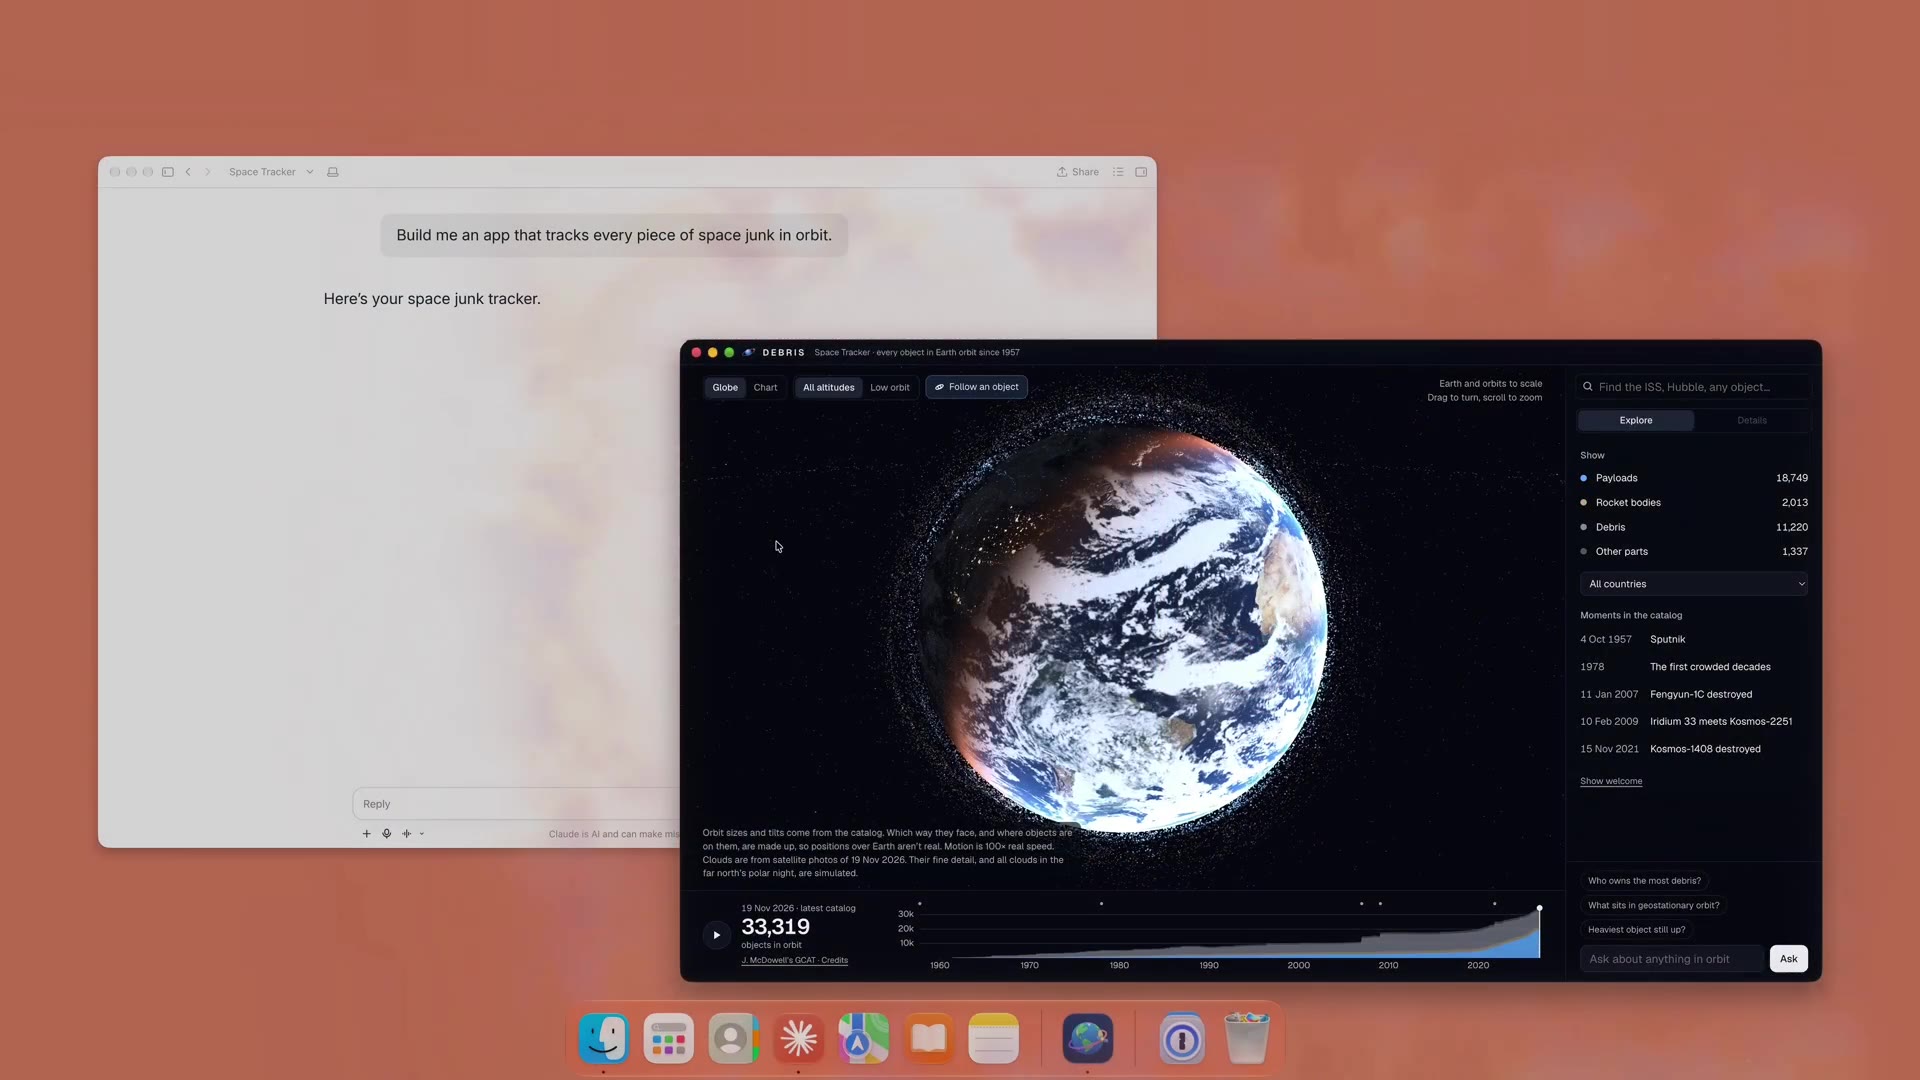 Space Tracker
Share
Build me an app that tracks every piece of space junk in orbit.
Here's your space junk tracker.
Reply
Claude is AI and can make mis
DEBRIS
Space Tracker · every object in Earth orbit since 1957
Globe
Chart
All altitudes
Low orbit
Follow an object
Earth and orbits to scale
Drag to turn, scroll to zoom
Orbit sizes and tilts come from the catalog. Which way they face, and where objects are
on them, are made up, so positions over Earth aren't real. Motion is 100× real speed.
Clouds are from satellite photos of 19 Nov 2026. Their fine detail, and all clouds in the
far north's polar night, are simulated.
19 Nov 2026 · latest catalog
33,319
objects in orbit
J. McDowell's GCAT · Credits
30k
20k
10k
1960
1970
1980
1990
2000
2010
2020
Find the ISS, Hubble, any object...
Explore
Details
Show
Payloads 18,749
Rocket bodies 2,013
Debris 11,220
Other parts 1,337
All countries
Moments in the catalog
4 Oct 1957 Sputnik
1978 The first crowded decades
11 Jan 2007 Fengyun-1C destroyed
10 Feb 2009 Iridium 33 meets Kosmos-2251
15 Nov 2021 Kosmos-1408 destroyed
Show welcome
Who owns the most debris?
What sits in geostationary orbit?
Heaviest object still up?
Ask about anything in orbit
Ask